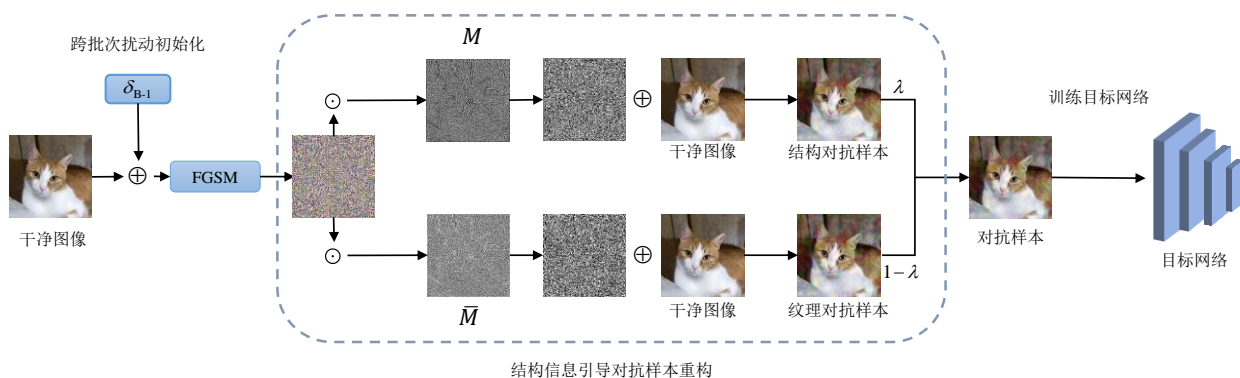 跨批次扰动初始化
δB-1
干净图像
⊕
FGSM
⊙
⊙
M
M̅
⊕
干净图像
结构对抗样本
λ
⊕
干净图像
纹理对抗样本
1−λ
对抗样本
训练目标网络
目标网络
结构信息引导对抗样本重构